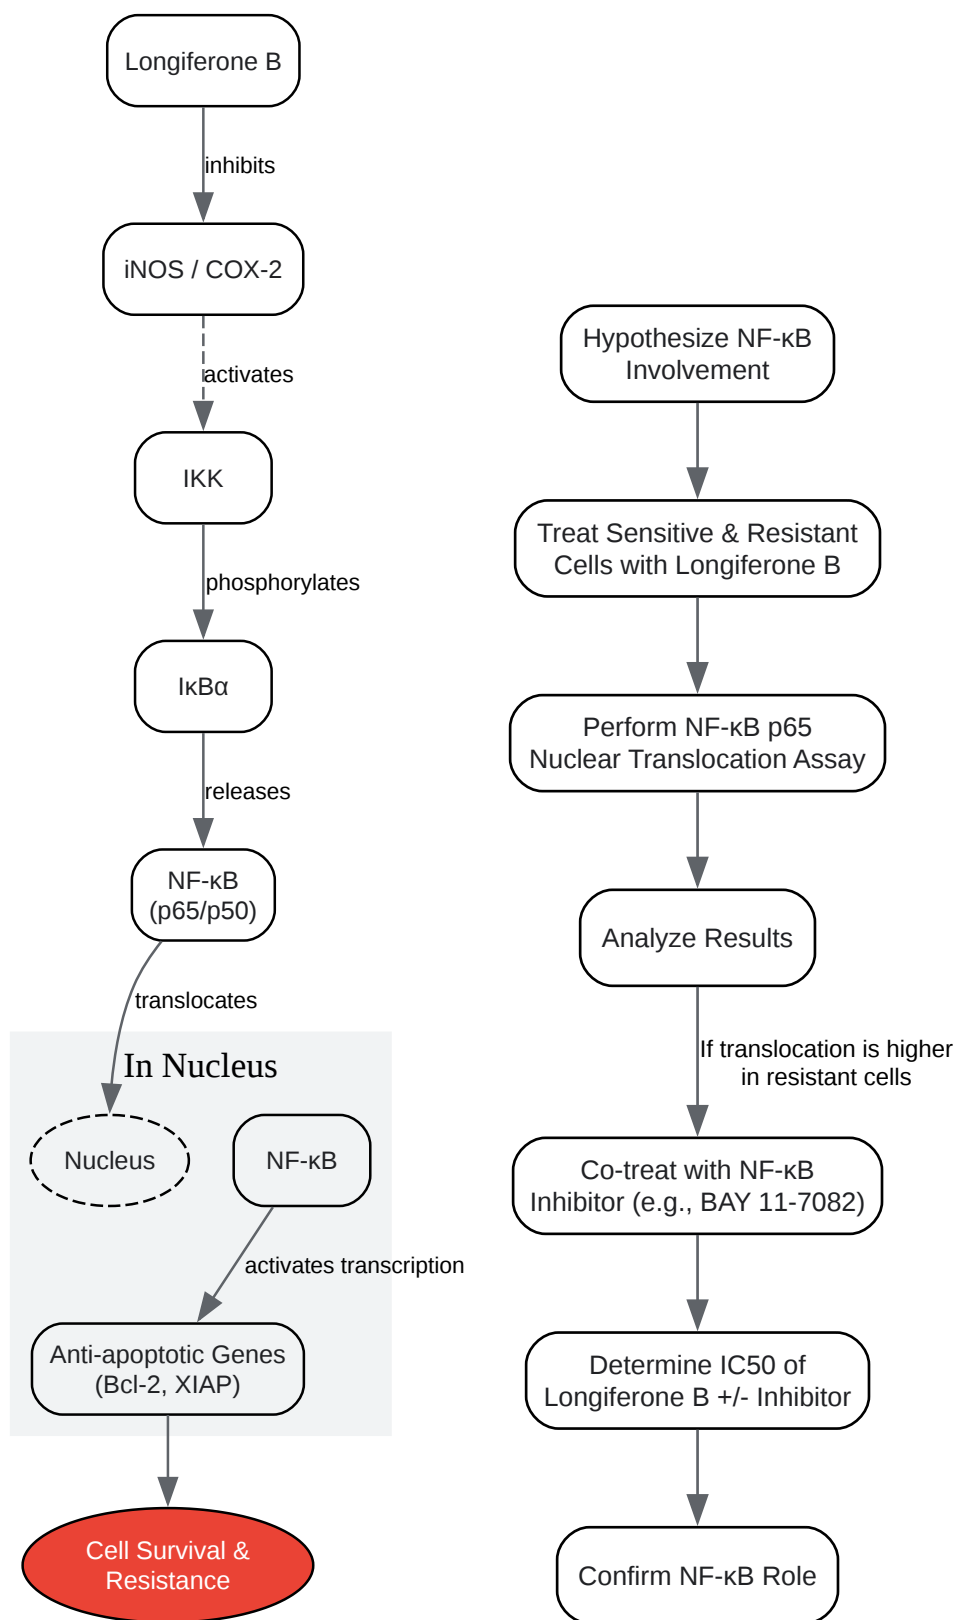 Longiferone B
inhibits
iNOS / COX-2
activates
IKK
phosphorylates
IκBα
releases
NF-κB
(p65/p50)
translocates
In Nucleus
Nucleus
NF-κB
activates transcription
Anti-apoptotic Genes
(Bcl-2, XIAP)
Cell Survival &
Resistance
Hypothesize NF-κB
Involvement
Treat Sensitive & Resistant
Cells with Longiferone B
Perform NF-κB p65
Nuclear Translocation Assay
Analyze Results
If translocation is higher
in resistant cells
Co-treat with NF-κB
Inhibitor (e.g., BAY 11-7082)
Determine IC50 of
Longiferone B +/- Inhibitor
Confirm NF-κB Role